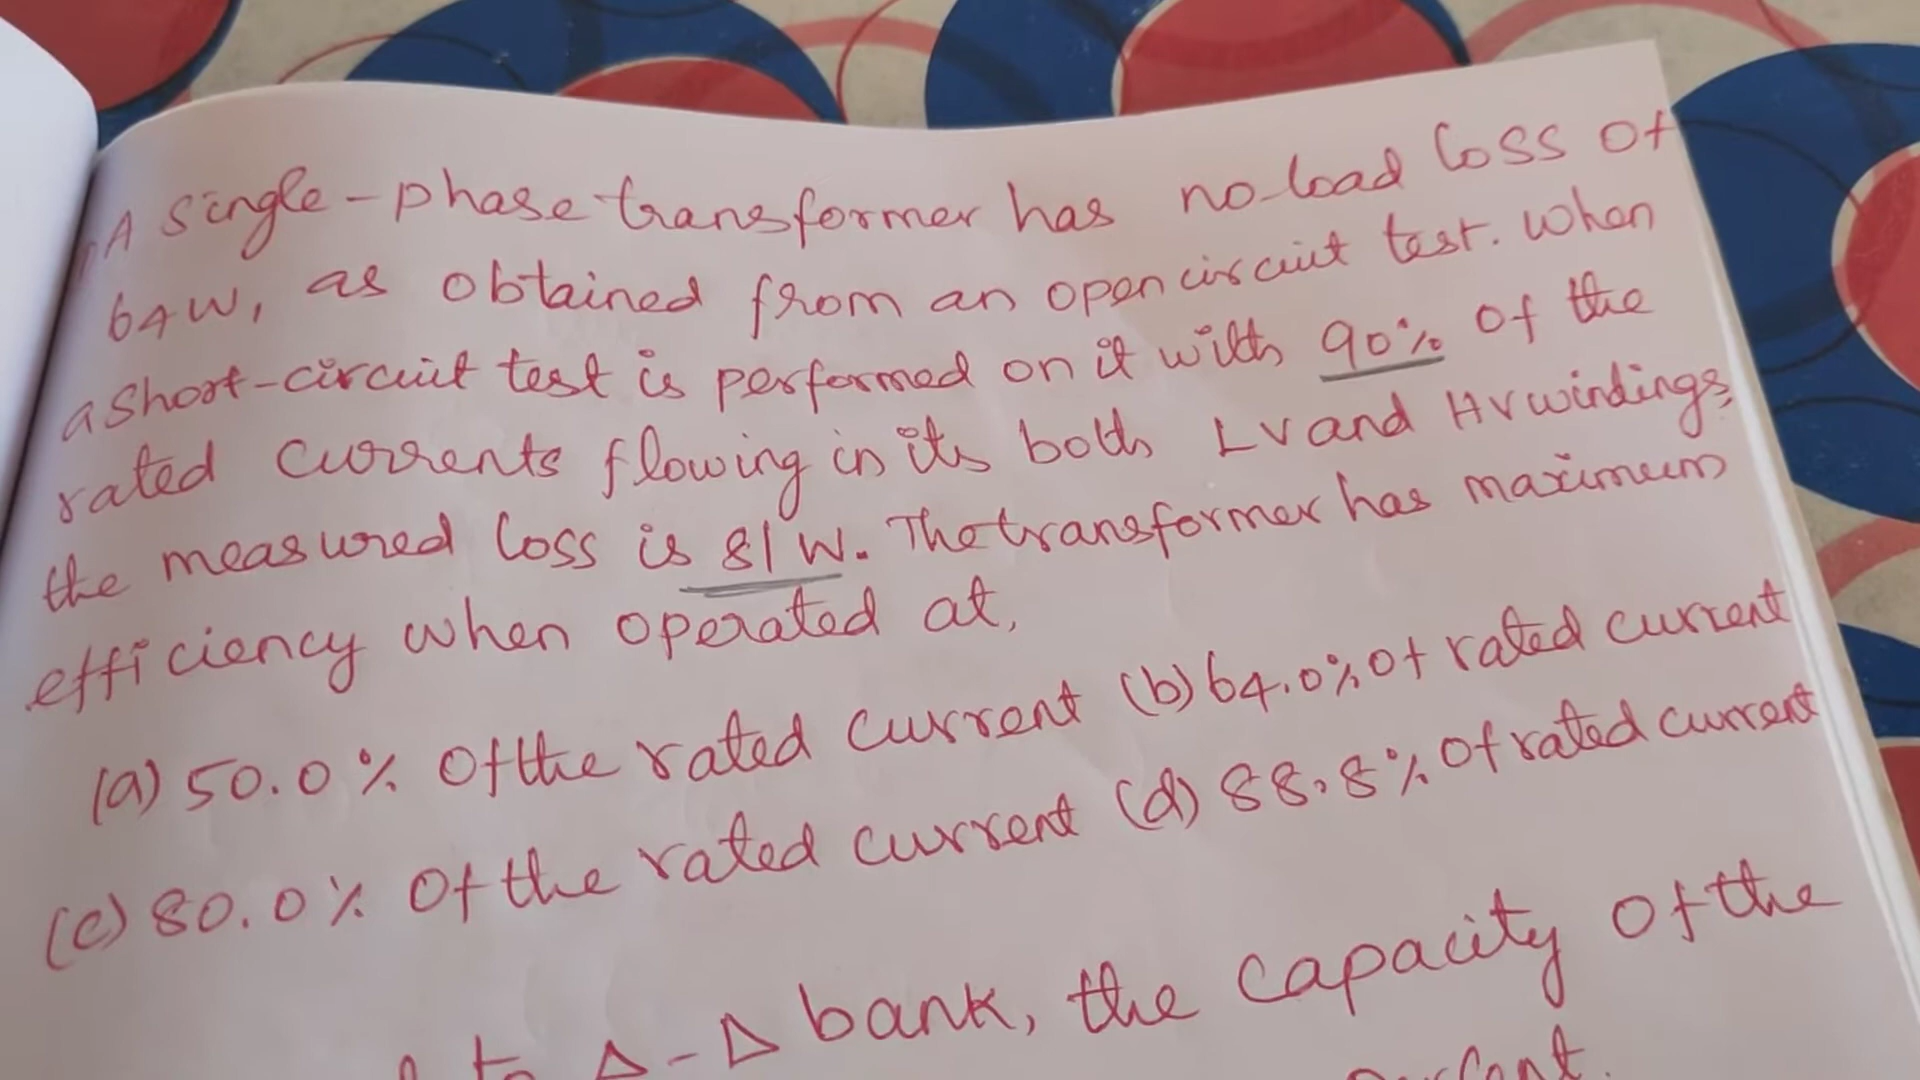 A Single-phase transformer has no-load loss of
64W, as obtained from an open circuit test. When
a Short-circuit test is performed on it with 90% of the
rated currents flowing in its both LV and HV windings,
the measured loss is 81W. The transformer has maximum
efficiency when operated at,
(a) 50.0% Of the rated current (b) 64.0% Of rated current
(c) 80.0% Of the rated current (d) 88.8% Of rated current
Δ-Δ bank, the capacity of the